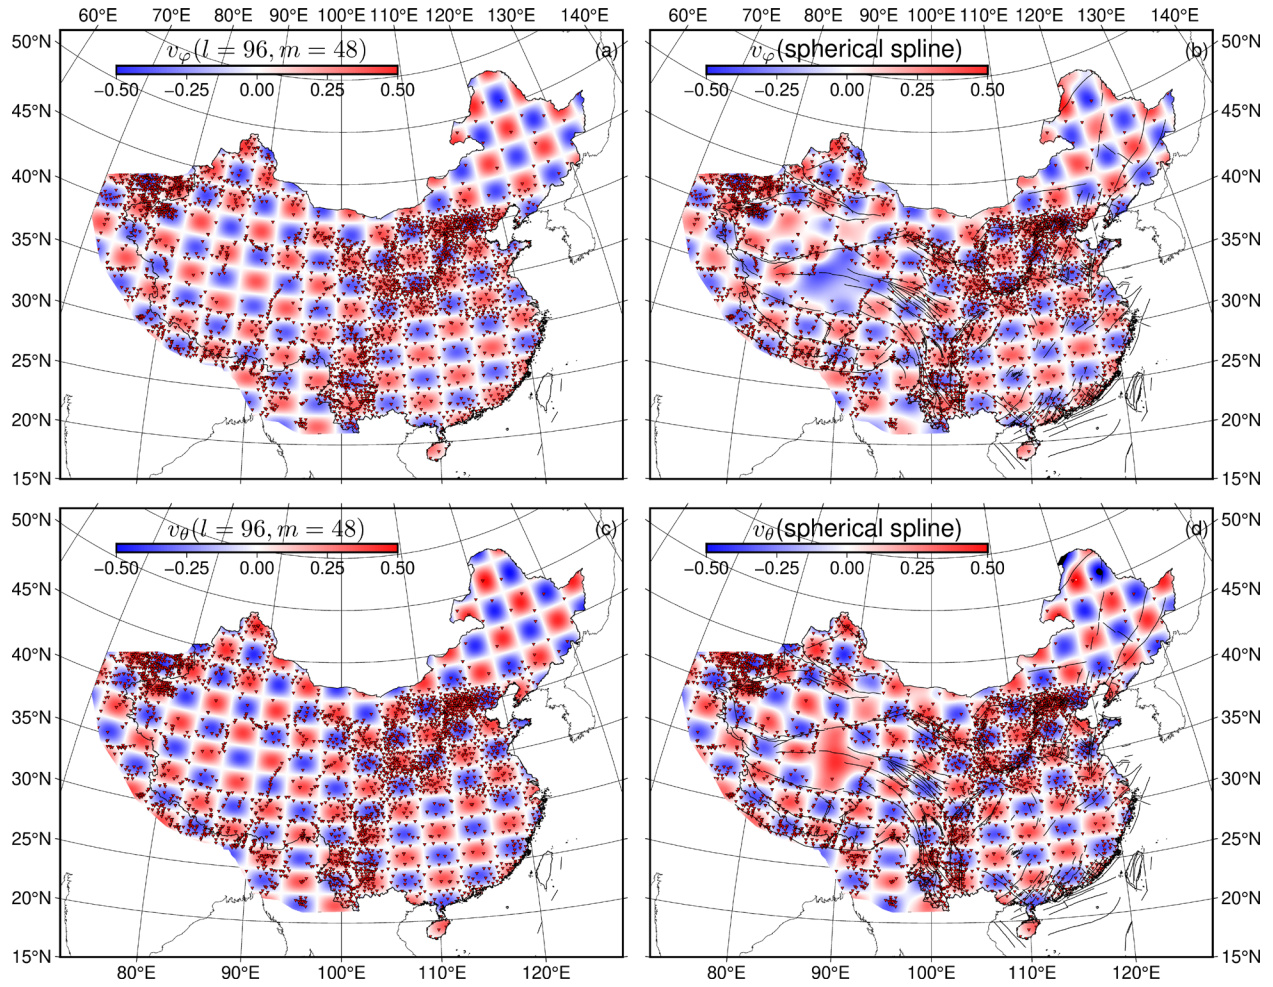 60°E 70°E 80°E 90°E 100°E 110°E 120°E 130°E 140°E 60°E 70°E 80°E 90°E 100°E 110°E 120°E 130°E 140°E
50°N 50°N
v_φ(l = 96, m = 48) (a)
−0.50 −0.25 0.00 0.25 0.50
v_φ(spherical spline) (b)
−0.50 −0.25 0.00 0.25 0.50
45°N 45°N
40°N 40°N
35°N 35°N
30°N 30°N
25°N 25°N
20°N 20°N
15°N 15°N
50°N 50°N
v_θ(l = 96, m = 48) (c)
−0.50 −0.25 0.00 0.25 0.50
v_θ(spherical spline) (d)
−0.50 −0.25 0.00 0.25 0.50
45°N 45°N
40°N 40°N
35°N 35°N
30°N 30°N
25°N 25°N
20°N 20°N
15°N 15°N
80°E 90°E 100°E 110°E 120°E 80°E 90°E 100°E 110°E 120°E